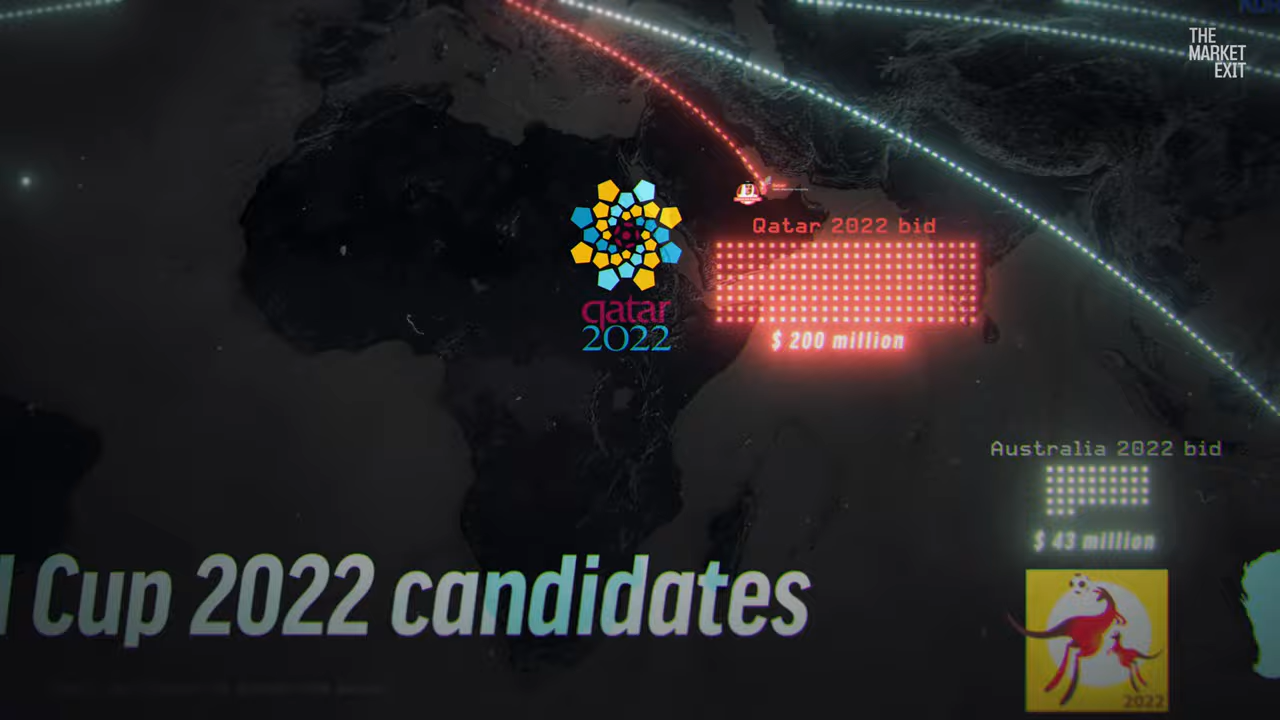 THE
MARKET
EXIT
Qatar 2022 bid
$ 200 million
qatar
2022
Australia 2022 bid
$ 43 million
Cup 2022 candidates
2022